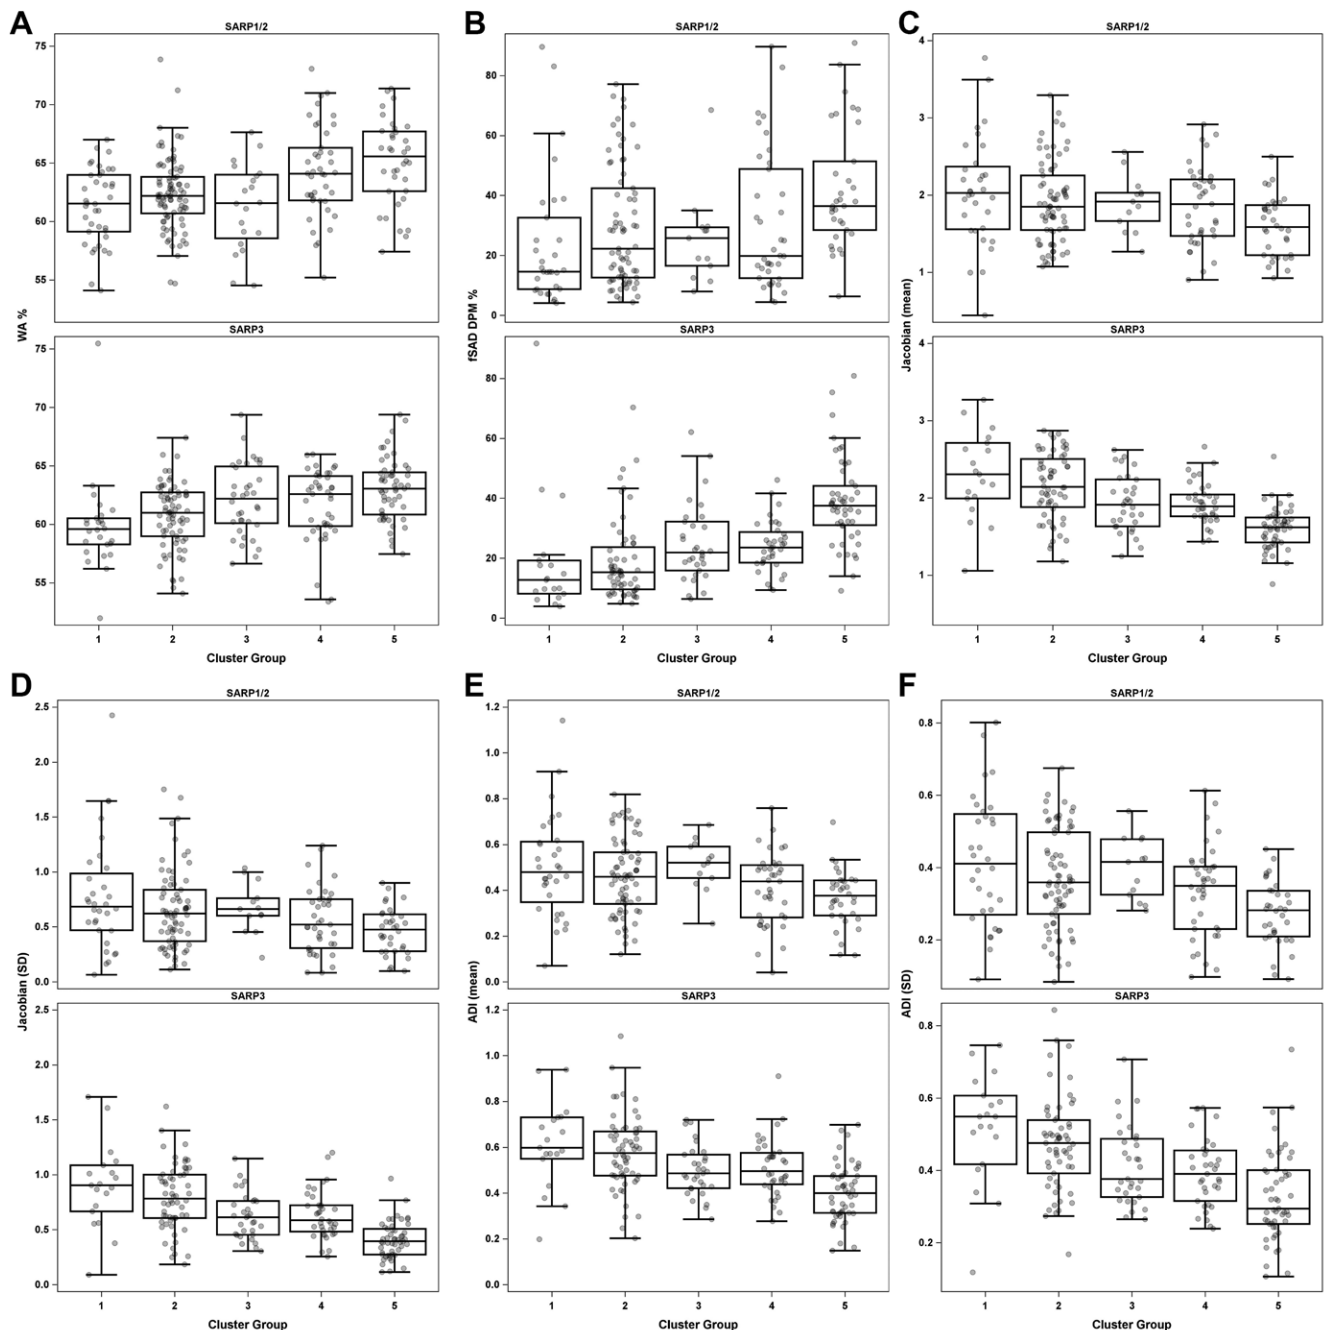 A
SARP1/2
75
70
65
60
55
WA %
SARP3
75
70
65
60
55
1 2 3 4 5
Cluster Group
B
SARP1/2
80
60
40
20
0
fSAD DPM %
SARP3
80
60
40
20
0
1 2 3 4 5
Cluster Group
C
SARP1/2
4
3
2
1
Jacobian (mean)
SARP3
4
3
2
1
1 2 3 4 5
Cluster Group
D
SARP1/2
2.5
2.0
1.5
1.0
0.5
0.0
Jacobian (SD)
SARP3
2.5
2.0
1.5
1.0
0.5
0.0
1 2 3 4 5
Cluster Group
E
SARP1/2
1.2
1.0
0.8
0.6
0.4
0.2
0.0
ADI (mean)
SARP3
1.2
1.0
0.8
0.6
0.4
0.2
0.0
1 2 3 4 5
Cluster Group
F
SARP1/2
0.8
0.6
0.4
0.2
ADI (SD)
SARP3
0.8
0.6
0.4
0.2
1 2 3 4 5
Cluster Group